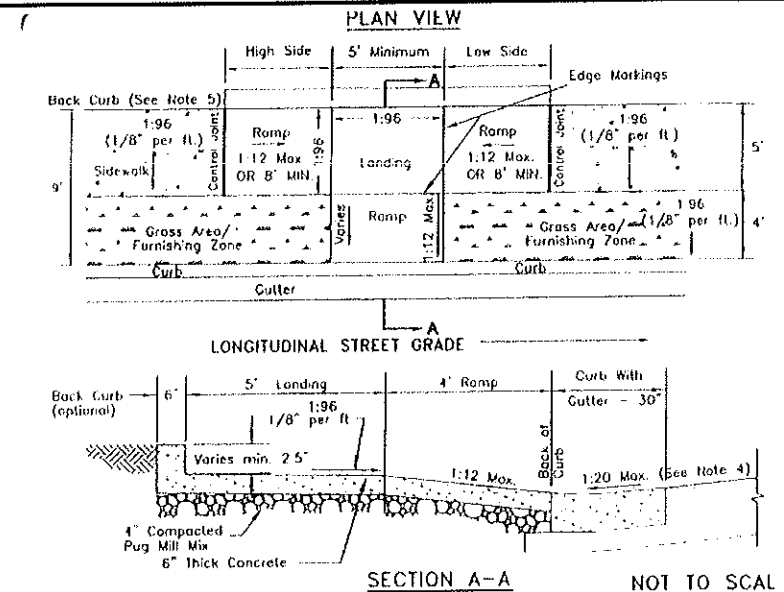 PLAN VIEW
High Side
5' Minimum
Low Side
A
Edge Markings
Back Curb (See Note 5)
1:96
(1/8" per ft.)
Ramp
1:12 Max
OR 8' MIN.
1:96
1:96
Landing
Ramp
1:12 Max.
OR 8' MIN.
1:96
(1/8" per ft.)
Control Joint
Control Joint
Sidewalk
9'
5'
4'
Grass Area/
Furnishing Zone
Varies
Ramp
1:12 Max
Grass Area/
Furnishing Zone
1 96
(1/8" per ft.)
Curb
Curb
Gutter
A
LONGITUDINAL STREET GRADE
Back Curb
(optional)
6"
5' Landing
4' Ramp
Curb With
Gutter - 30"
1:96
1/8" per ft
Varies min. 2.5"
1:12 Max.
Back of
Curb
1:20 Max. (See Note 4)
4" Compacted
Pug Mill Mix
6" Thick Concrete
SECTION A-A
NOT TO SCAL